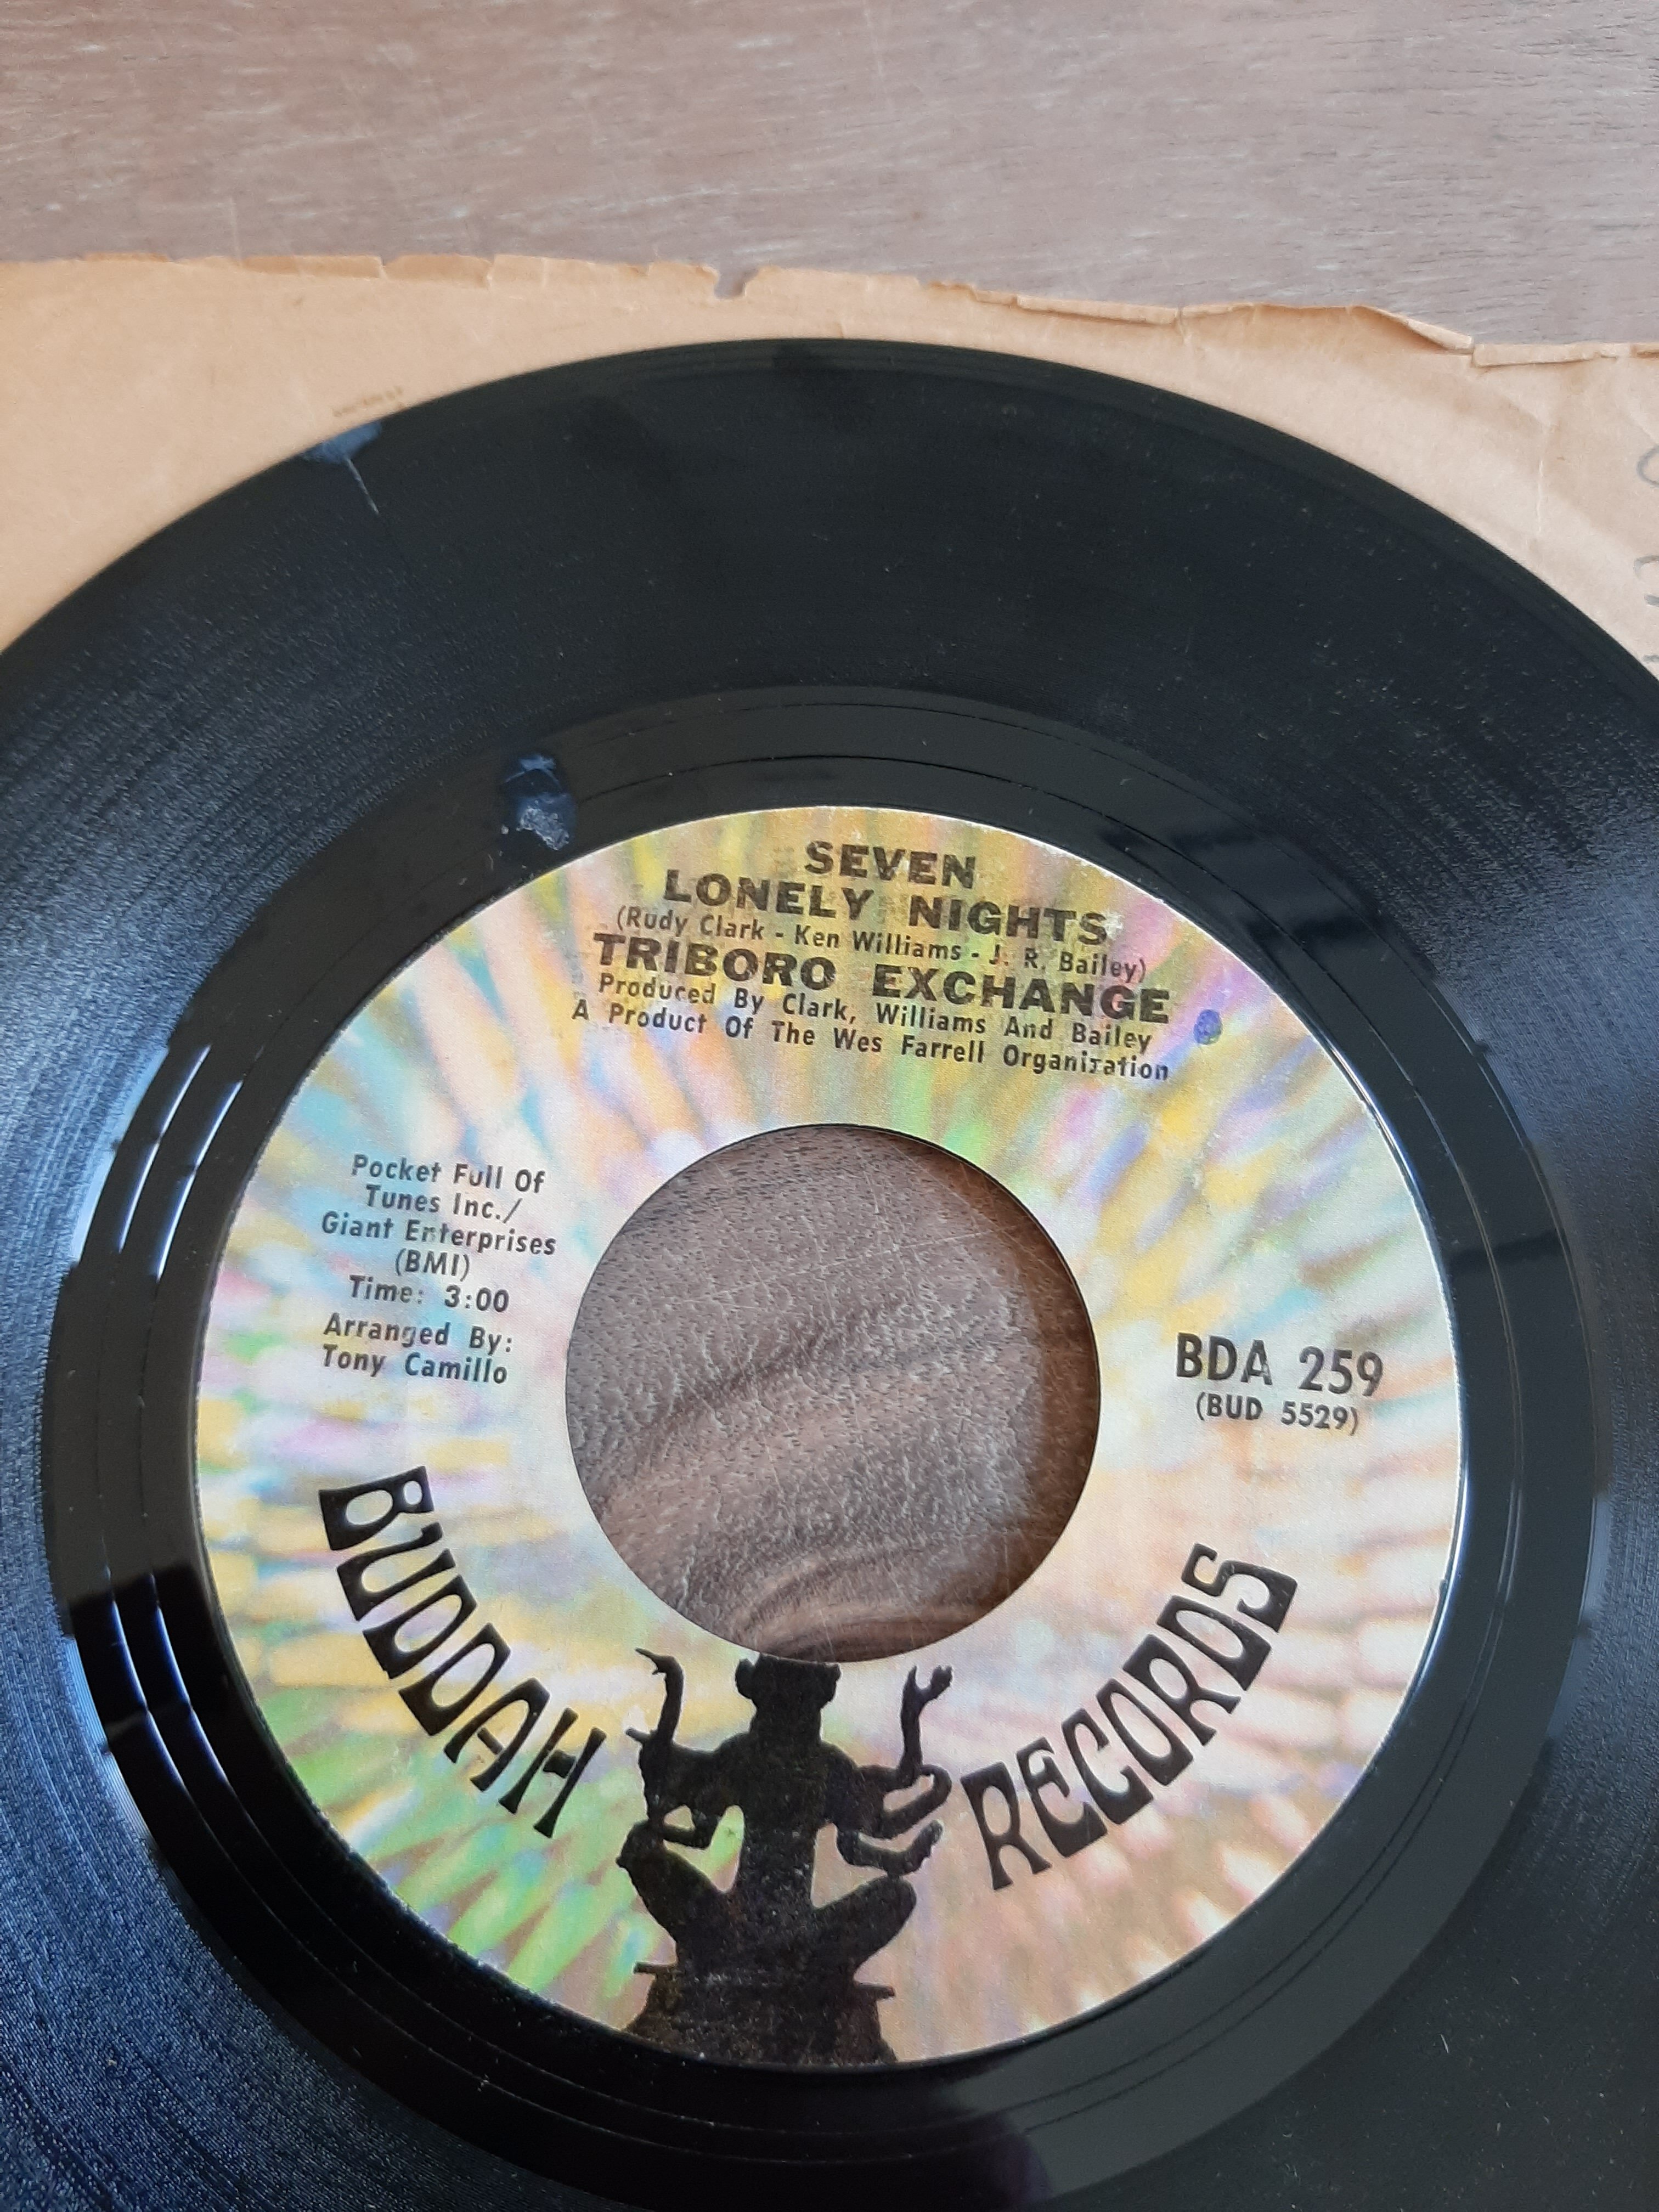 SEVEN
LONELY NIGHTS
(Rudy Clark - Ken Williams - J. R. Bailey)
TRIBORO EXCHANGE
Produced By Clark, Williams And Bailey
A Product Of The Wes Farrell Organization
Pocket Full Of
Tunes Inc./
Giant Enterprises
(BMI)
Time: 3:00
Arranged By:
Tony Camillo
BDA 259
(BUD 5529)
BUDDAH RECORDS